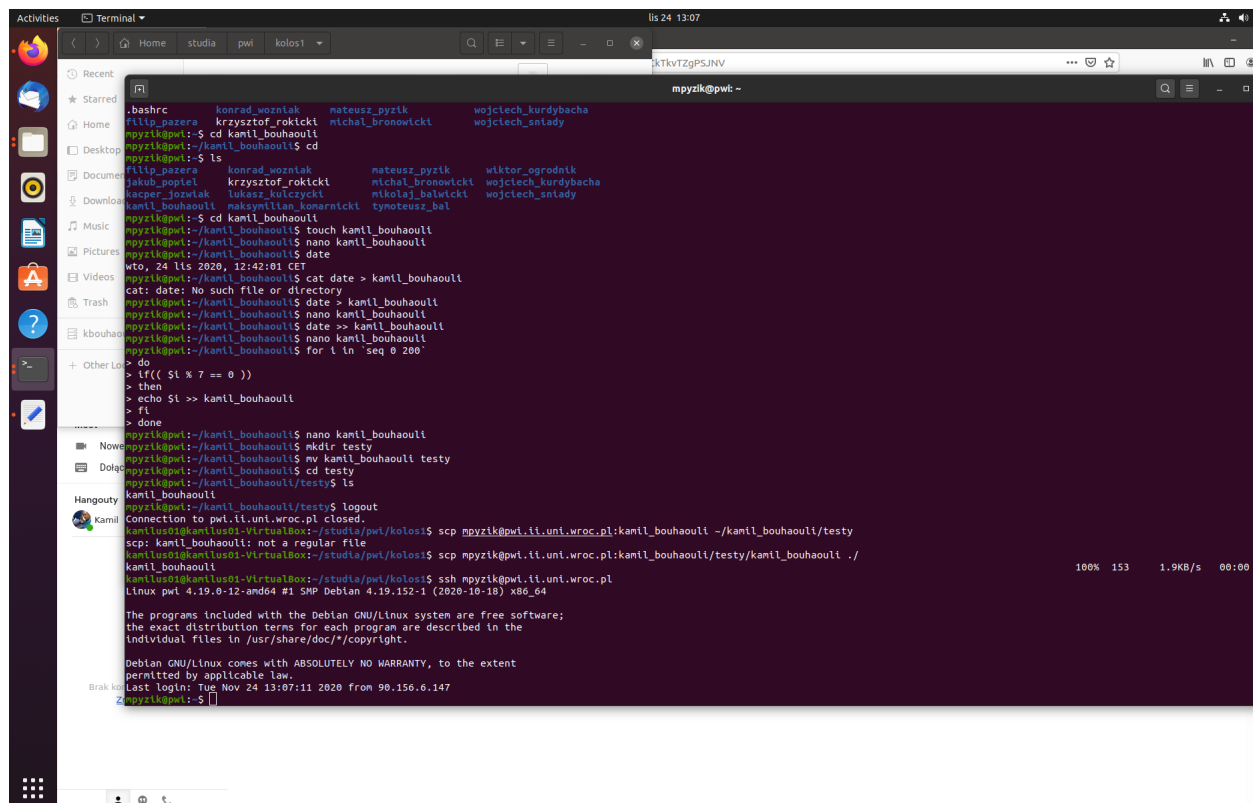 Activities Terminal lis 24 13:07
Home studia pwi kolos1
kTkvTZgPSJNV
Recent
Starred
Home
Desktop
Documen
Downloa
Music
Pictures
Videos
Trash
kbouhao
+ Other Loc
mpyzik@pwi: ~
.bashrc konrad_wozniak mateusz_pyzik wojciech_kurdybacha
filip_pazera krzysztof_rokicki michal_bronowicki wojciech_sniady
mpyzik@pwi:~$ cd kamil_bouhaouli
mpyzik@pwi:~/kamil_bouhaouli$ cd
mpyzik@pwi:~$ ls
filip_pazera konrad_wozniak mateusz_pyzik wiktor_ogrodnik
jakub_popiel krzysztof_rokicki michal_bronowicki wojciech_kurdybacha
kacper_jozwiak lukasz_kulczycki mikolaj_balwicki wojciech_sniady
kamil_bouhaouli maksymilian_komarnicki tymoteusz_bal
mpyzik@pwi:~$ cd kamil_bouhaouli
mpyzik@pwi:~/kamil_bouhaouli$ touch kamil_bouhaouli
mpyzik@pwi:~/kamil_bouhaouli$ nano kamil_bouhaouli
mpyzik@pwi:~/kamil_bouhaouli$ date
wto, 24 lis 2020, 12:42:01 CET
mpyzik@pwi:~/kamil_bouhaouli$ cat date > kamil_bouhaouli
cat: date: No such file or directory
mpyzik@pwi:~/kamil_bouhaouli$ date > kamil_bouhaouli
mpyzik@pwi:~/kamil_bouhaouli$ nano kamil_bouhaouli
mpyzik@pwi:~/kamil_bouhaouli$ date >> kamil_bouhaouli
mpyzik@pwi:~/kamil_bouhaouli$ nano kamil_bouhaouli
mpyzik@pwi:~/kamil_bouhaouli$ for i in `seq 0 200`
> do
> if(( $i % 7 == 0 ))
> then
> echo $i >> kamil_bouhaouli
> fi
> done
mpyzik@pwi:~/kamil_bouhaouli$ nano kamil_bouhaouli
mpyzik@pwi:~/kamil_bouhaouli$ mkdir testy
mpyzik@pwi:~/kamil_bouhaouli$ mv kamil_bouhaouli testy
mpyzik@pwi:~/kamil_bouhaouli$ cd testy
mpyzik@pwi:~/kamil_bouhaouli/testy$ ls
kamil_bouhaouli
mpyzik@pwi:~/kamil_bouhaouli/testy$ logout
Connection to pwi.ii.uni.wroc.pl closed.
kamilus01@kamilus01-VirtualBox:~/studia/pwi/kolos1$ scp mpyzik@pwi.ii.uni.wroc.pl:kamil_bouhaouli ~/kamil_bouhaouli/testy
scp: kamil_bouhaouli: not a regular file
kamilus01@kamilus01-VirtualBox:~/studia/pwi/kolos1$ scp mpyzik@pwi.ii.uni.wroc.pl:kamil_bouhaouli/testy/kamil_bouhaouli ./
kamil_bouhaouli 100% 153 1.9KB/s 00:00
kamilus01@kamilus01-VirtualBox:~/studia/pwi/kolos1$ ssh mpyzik@pwi.ii.uni.wroc.pl
Linux pwi 4.19.0-12-amd64 #1 SMP Debian 4.19.152-1 (2020-10-18) x86_64
The programs included with the Debian GNU/Linux system are free software;
the exact distribution terms for each program are described in the
individual files in /usr/share/doc/*/copyright.
Debian GNU/Linux comes with ABSOLUTELY NO WARRANTY, to the extent
permitted by applicable law.
Last login: Tue Nov 24 13:07:11 2020 from 90.156.6.147
mpyzik@pwi:~$
Nowe
Dołąc
Hangouty
Kamil
Brak kor